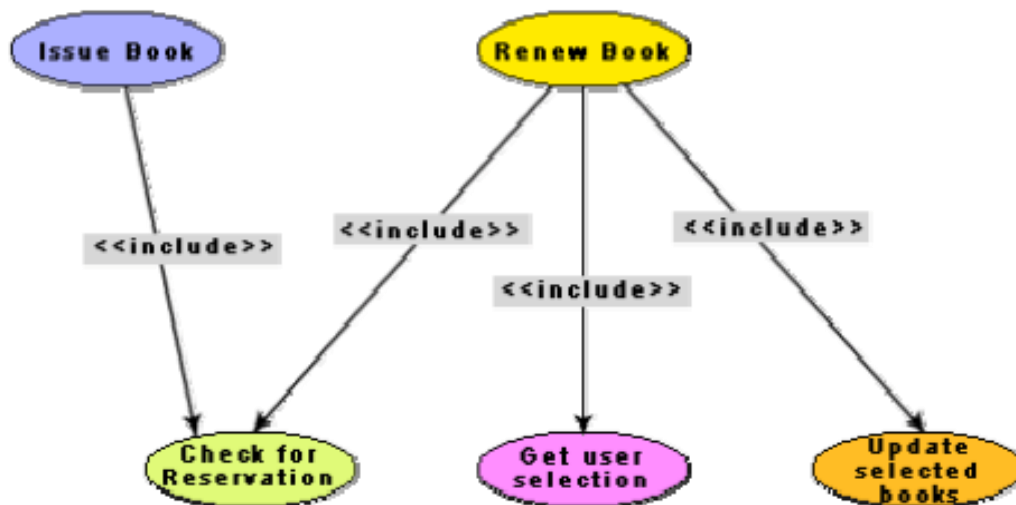 Issue Book
Renew Book
<<include>>
<<include>>
<<include>>
<<include>>
Check for
Reservation
Get user
selection
Update
selected
books